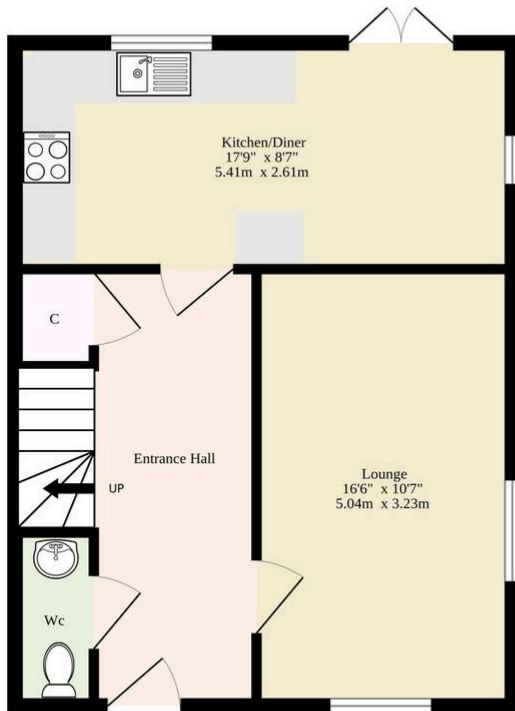 Kitchen/Diner
17'9" x 8'7"
5.41m x 2.61m
C
Entrance Hall
UP
Lounge
16'6" x 10'7"
5.04m x 3.23m
Wc